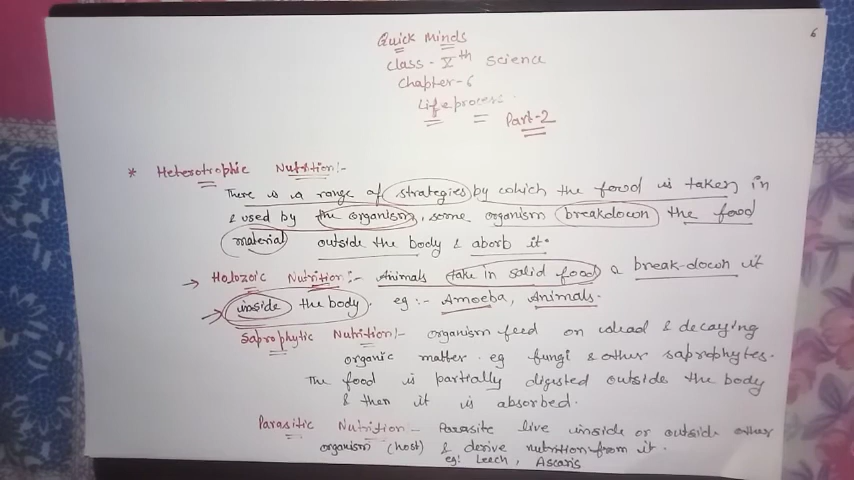 6
Quick Minds
class - Xth Science
Chapter-6
Life process
Part-2
* Heterotrophic Nutrition:-
There is a range of strategies by which the food is taken in
& used by the organism, some organism breakdown the food
material outside the body & absorb it.
→ Holozoic Nutrition:- Animals take in solid food & break-down it
→ inside the body. eg:- Amoeba, Animals.
Saprophytic Nutrition:- organism feed on dead & decaying
organic matter. eg fungi & other saprophytes.
The food is partially digested outside the body
& then it is absorbed.
Parasitic Nutrition - Parasite live inside or outside other
organism (host) & derive nutrition from it.
eg: Leech, Ascaris